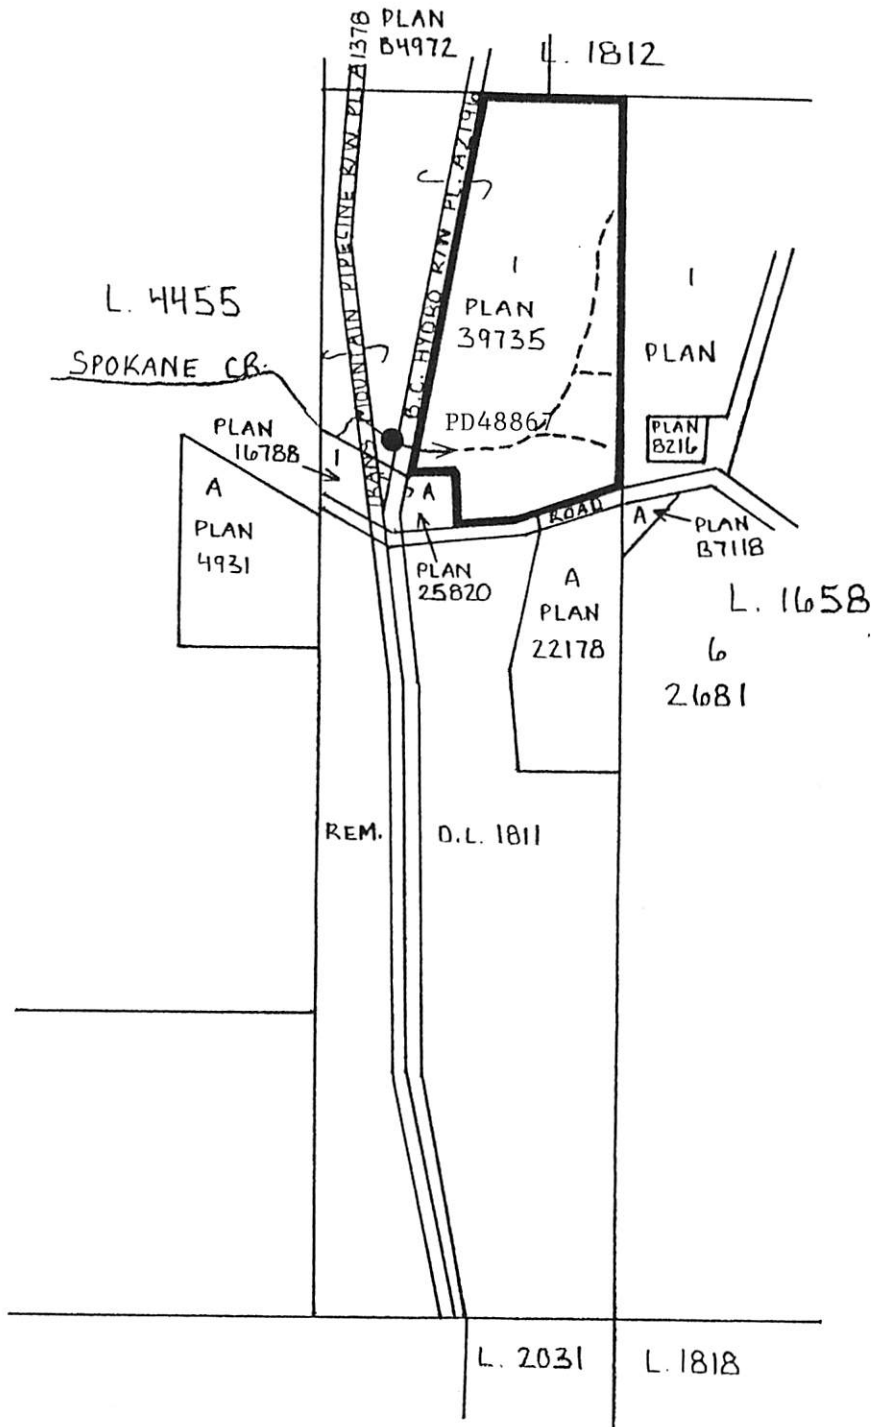 PLAN
B4972
L. 1812
TRANS MOUNTAIN PIPELINE R/W PL. A1378
B.C. HYDRO R/W PL. A2196
L. 4455
1
PLAN
39735
1
PLAN
SPOKANE CR.
PLAN
B216
PD48867
PLAN
16788
1
A
PLAN
4931
A
PLAN
25820
ROAD
A
PLAN
B7118
A
PLAN
22178
L. 1658
6
2681
REM.
D.L. 1811
L. 2031
L. 1818